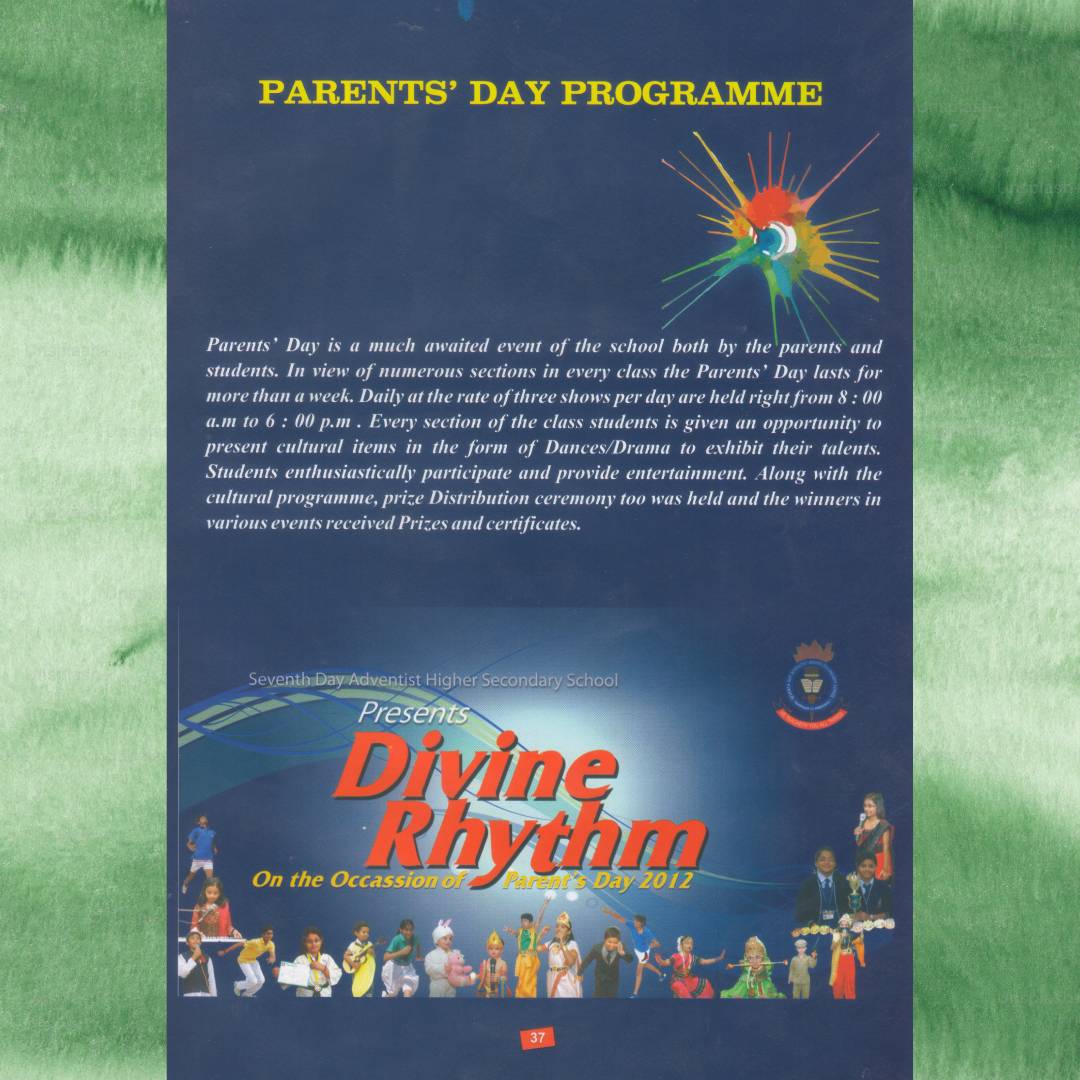 PARENTS' DAY PROGRAMME
Parents' Day is a much awaited event of the school both by the parents and
students. In view of numerous sections in every class the Parents' Day lasts for
more than a week. Daily at the rate of three shows per day are held right from 8 : 00
a.m to 6 : 00 p.m . Every section of the class students is given an opportunity to
present cultural items in the form of Dances/Drama to exhibit their talents.
Students enthusiastically participate and provide entertainment. Along with the
cultural programme, prize Distribution ceremony too was held and the winners in
various events received Prizes and certificates.
Seventh Day Adventist Higher Secondary School
Presents
Divine
Rhythm
On the Occassion of Parent's Day 2012
37